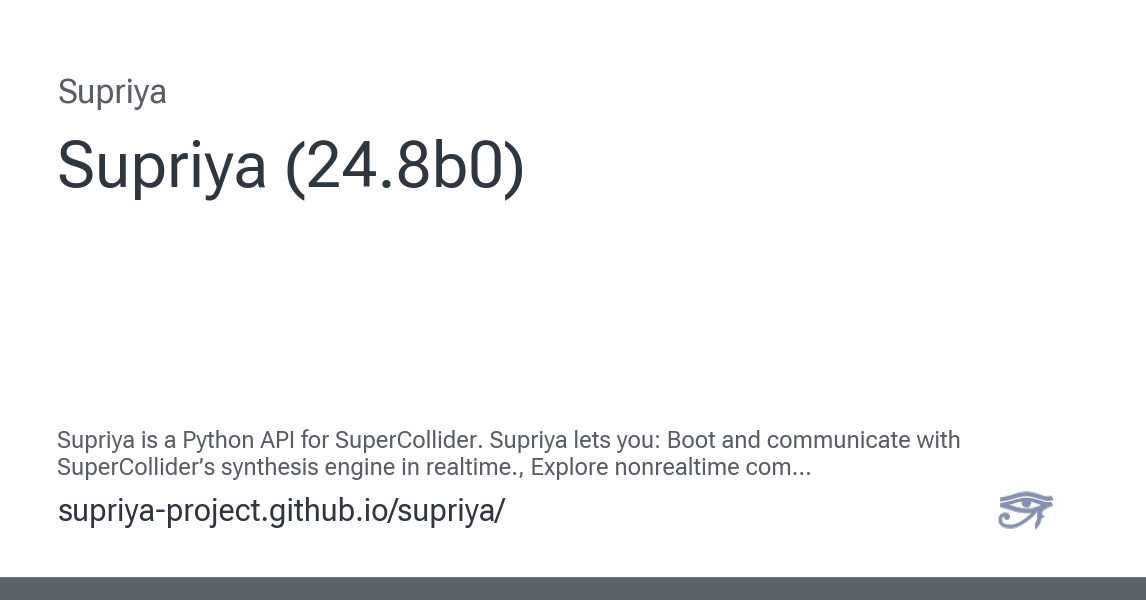 Supriya
Supriya (24.8b0)
Supriya is a Python API for SuperCollider. Supriya lets you: Boot and communicate with
SuperCollider’s synthesis engine in realtime., Explore nonrealtime com...
supriya-project.github.io/supriya/